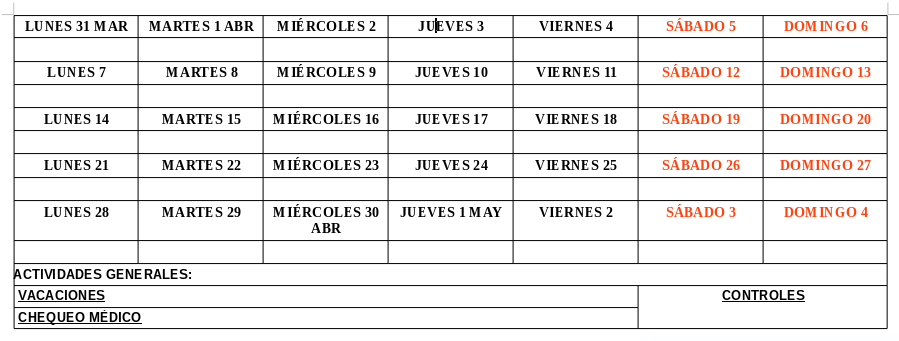 LUNES 31 MAR MARTES 1 ABR MIÉRCOLES 2 JUEVES 3 VIERNES 4 SÁBADO 5 DOMINGO 6
LUNES 7 MARTES 8 MIÉRCOLES 9 JUEVES 10 VIERNES 11 SÁBADO 12 DOMINGO 13
LUNES 14 MARTES 15 MIÉRCOLES 16 JUEVES 17 VIERNES 18 SÁBADO 19 DOMINGO 20
LUNES 21 MARTES 22 MIÉRCOLES 23 JUEVES 24 VIERNES 25 SÁBADO 26 DOMINGO 27
LUNES 28 MARTES 29 MIÉRCOLES 30 JUEVES 1 MAY VIERNES 2 SÁBADO 3 DOMINGO 4
ABR
ACTIVIDADES GENERALES:
VACACIONES CONTROLES
CHEQUEO MÉDICO